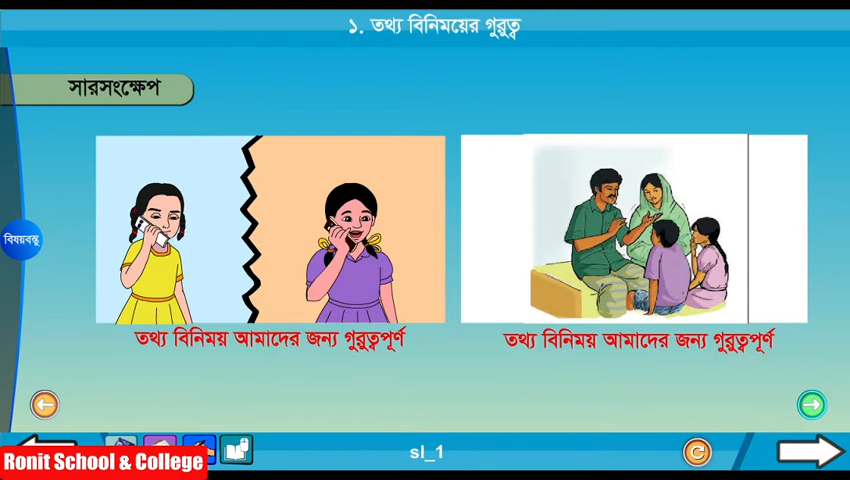 ১. তথ্য বিনিময়ের গুরুত্ব
সারসংক্ষেপ
বিষয়বস্তু
তথ্য বিনিময় আমাদের জন্য গুরুত্বপূর্ণ
তথ্য বিনিময় আমাদের জন্য গুরুত্বপূর্ণ
sl_1
Ronit School & College